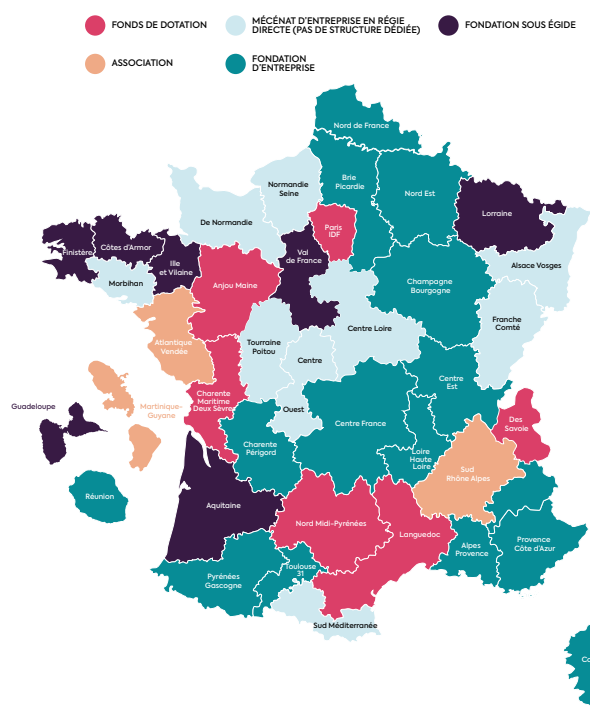 FONDS DE DOTATION
MÉCÉNAT D'ENTREPRISE EN RÉGIE
DIRECTE (PAS DE STRUCTURE DÉDIÉE)
FONDATION SOUS ÉGIDE
ASSOCIATION
FONDATION
D'ENTREPRISE
Nord de France
Brie
Picardie
Normandie
Seine
Nord Est
Lorraine
De Normandie
Paris
IDF
Finistère
Côtes d'Armor
Ille
et Vilaine
Val
de France
Alsace Vosges
Morbihan
Anjou Maine
Champagne
Bourgogne
Franche
Comté
Centre Loire
Atlantique
Vendée
Tourraine
Poitou
Centre
Centre
Est
Charente
Maritime
Deux Sèvres
Guadeloupe
Martinique-
Guyane
Ouest
Centre France
Des
Savoie
Charente
Périgord
Loire
Haute
Loire
Sud
Rhône Alpes
Réunion
Aquitaine
Nord Midi-Pyrénées
Languedoc
Alpes
Provence
Provence
Côte d'Azur
Toulouse
31
Pyrénées
Gascogne
Sud Méditerranée